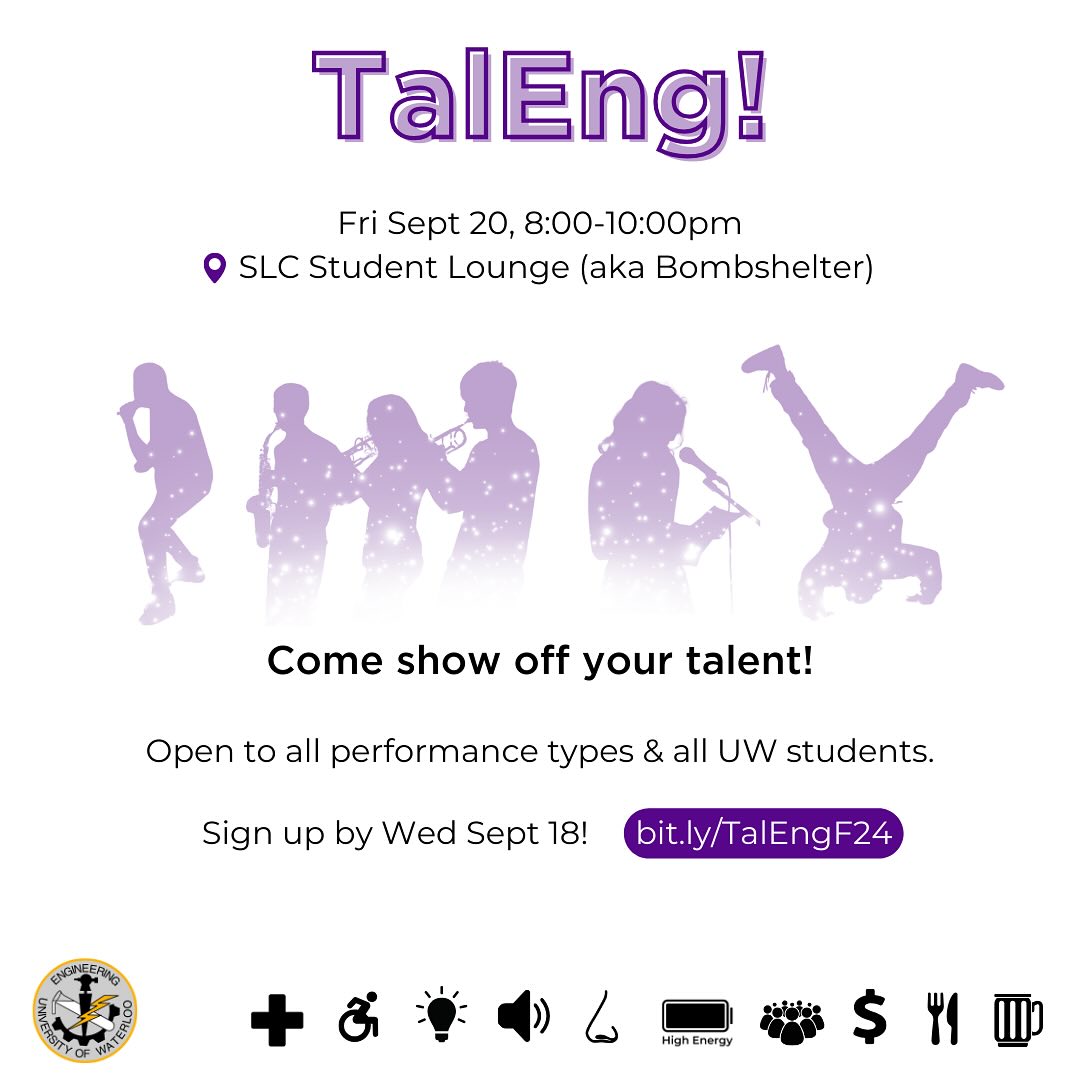 TalEng!
Fri Sept 20, 8:00-10:00pm
SLC Student Lounge (aka Bombshelter)
Come show off your talent!
Open to all performance types & all UW students.
Sign up by Wed Sept 18!
bit.ly/TalEngF24
ENGINEERING
UNIVERSITY OF WATERLOO
$
High Energy